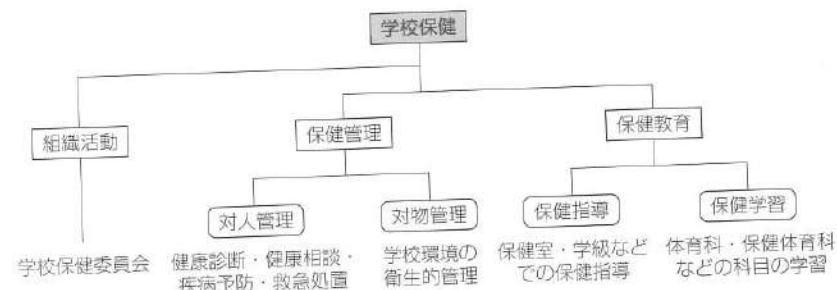 学校保健
組織活動
保健管理
保健教育
対人管理
対物管理
保健指導
保健学習
学校保健委員会
健康診断・健康相談・
疾病予防・救急処置
学校環境の
衛生的管理
保健室・学級など
での保健指導
体育科・保健体育科
などの科目の学習